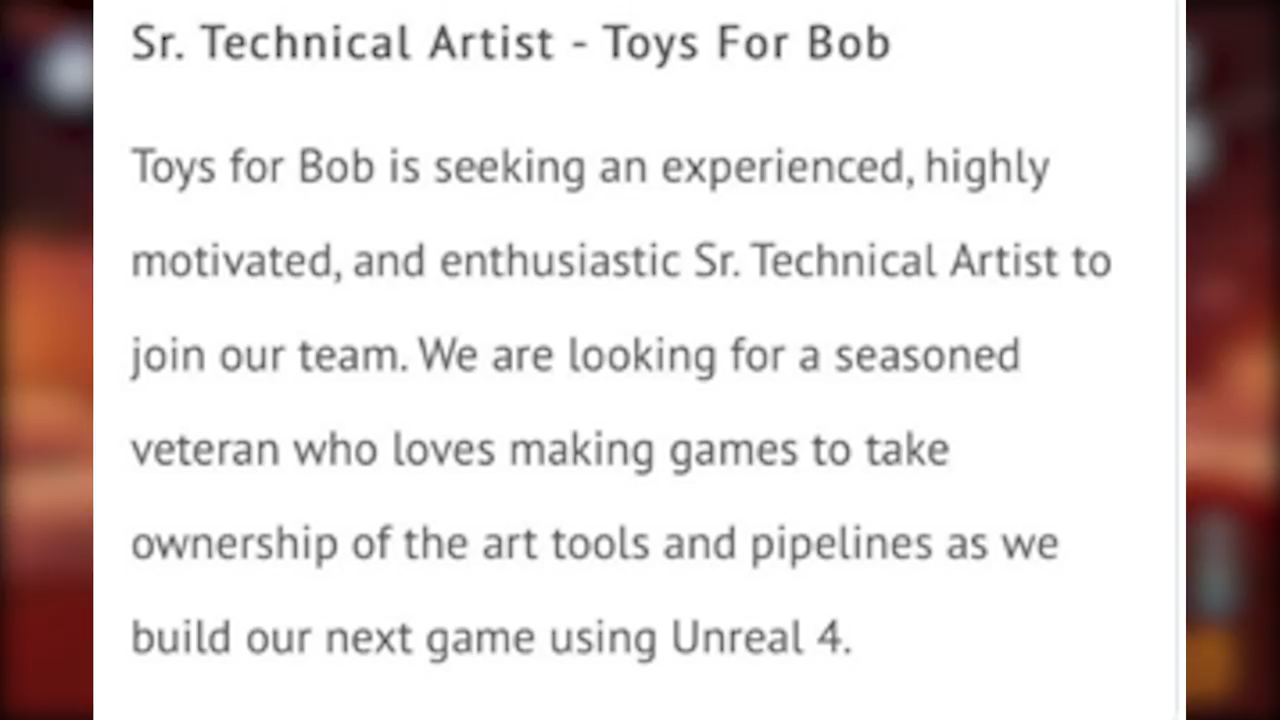 Sr. Technical Artist - Toys For Bob
Toys for Bob is seeking an experienced, highly
motivated, and enthusiastic Sr. Technical Artist to
join our team. We are looking for a seasoned
veteran who loves making games to take
ownership of the art tools and pipelines as we
build our next game using Unreal 4.